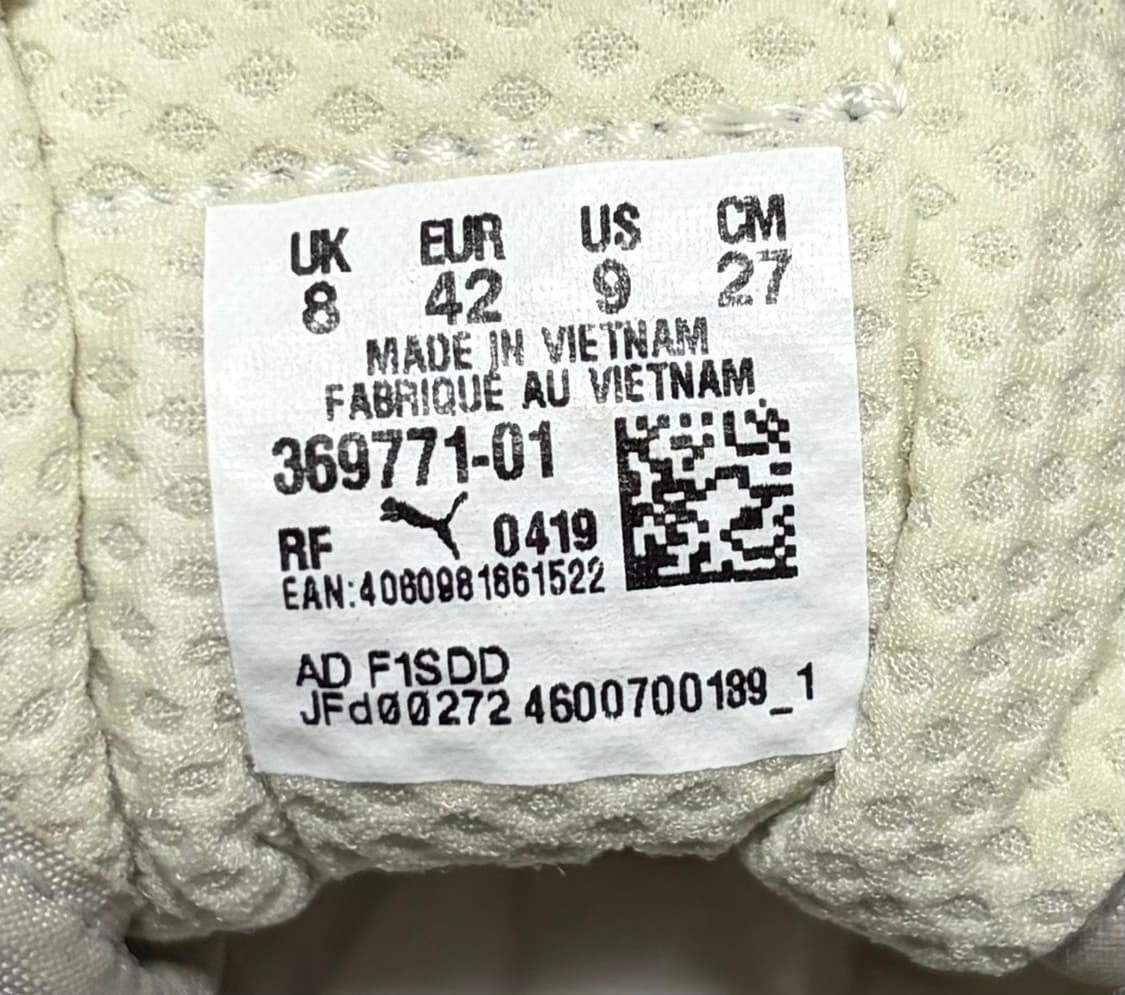 UK EUR US CM
8 42 9 27
MADE IN VIETNAM
FABRIQUÉ AU VIETNAM
369771-01
RF 0419
EAN:4060981861522
AD F1SDD
JFd00272 4600700189_1